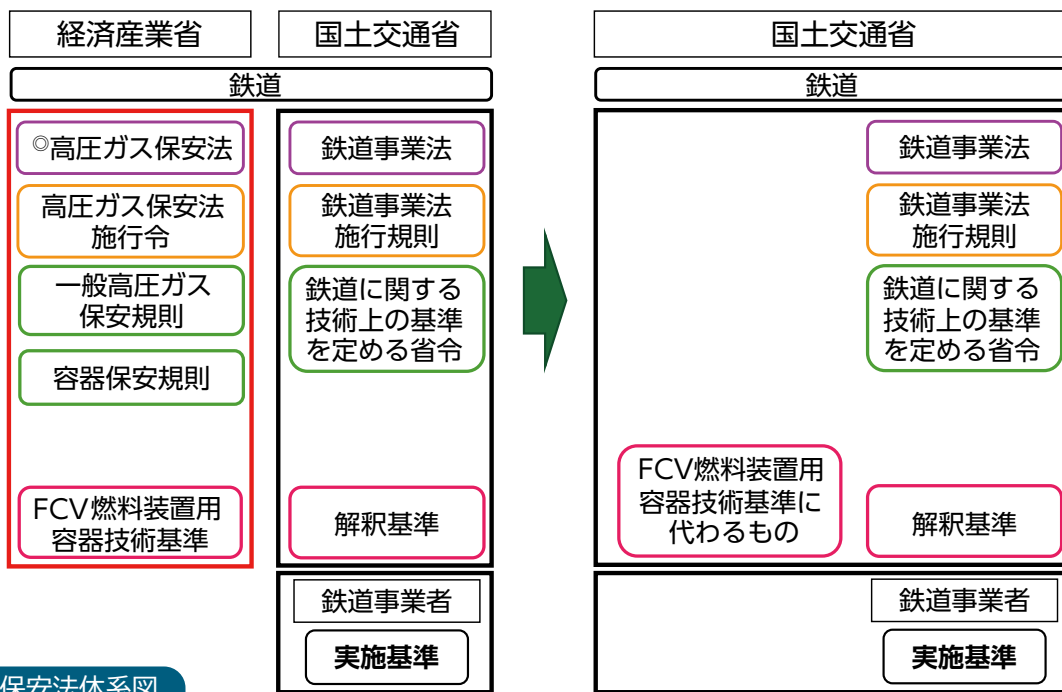 経済産業省
国土交通省
鉄道
◎高圧ガス保安法
高圧ガス保安法
施行令
一般高圧ガス
保安規則
容器保安規則
FCV燃料装置用
容器技術基準
鉄道事業法
鉄道事業法
施行規則
鉄道に関する
技術上の基準
を定める省令
解釈基準
鉄道事業者
実施基準
国土交通省
鉄道
鉄道事業法
鉄道事業法
施行規則
鉄道に関する
技術上の基準
を定める省令
FCV燃料装置用
容器技術基準に
代わるもの
解釈基準
鉄道事業者
実施基準
保安法体系図